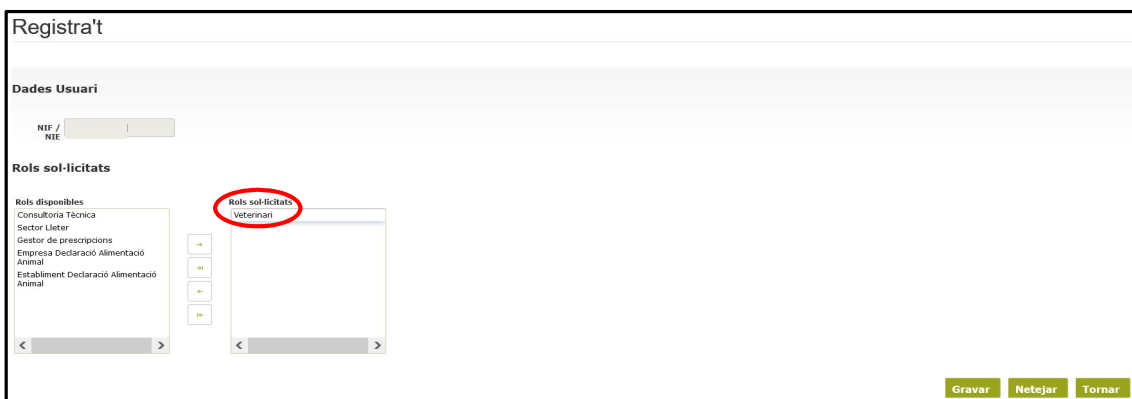 Registra't
Dades Usuari
NIF /
NIE
Rols sol·licitats
Rols disponibles
Consultoria Tècnica
Sector Lleter
Gestor de prescripcions
Empresa Declaració Alimentació
Animal
Establiment Declaració Alimentació
Animal
Rols sol·licitats
Veterinari
Gravar
Netejar
Tornar